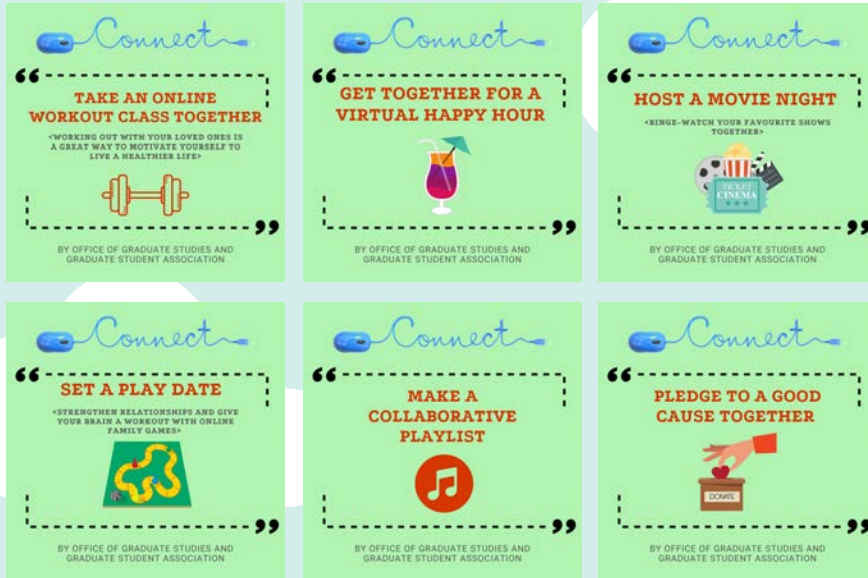 Connect
“
TAKE AN ONLINE
WORKOUT CLASS TOGETHER
<WORKING OUT WITH YOUR LOVED ONES IS
A GREAT WAY TO MOTIVATE YOURSELF TO
LIVE A HEALTHIER LIFE>
”
BY OFFICE OF GRADUATE STUDIES AND
GRADUATE STUDENT ASSOCIATION
Connect
“
GET TOGETHER FOR A
VIRTUAL HAPPY HOUR
”
BY OFFICE OF GRADUATE STUDIES AND
GRADUATE STUDENT ASSOCIATION
Connect
“
HOST A MOVIE NIGHT
<BINGE-WATCH YOUR FAVOURITE SHOWS
TOGETHER>
TICKET
CINEMA
”
BY OFFICE OF GRADUATE STUDIES AND
GRADUATE STUDENT ASSOCIATION
Connect
“
SET A PLAY DATE
<STRENGTHEN RELATIONSHIPS AND GIVE
YOUR BRAIN A WORKOUT WITH ONLINE
FAMILY GAMES>
”
BY OFFICE OF GRADUATE STUDIES AND
GRADUATE STUDENT ASSOCIATION
Connect
“
MAKE A
COLLABORATIVE
PLAYLIST
”
BY OFFICE OF GRADUATE STUDIES AND
GRADUATE STUDENT ASSOCIATION
Connect
“
PLEDGE TO A GOOD
CAUSE TOGETHER
DONATE
”
BY OFFICE OF GRADUATE STUDIES AND
GRADUATE STUDENT ASSOCIATION